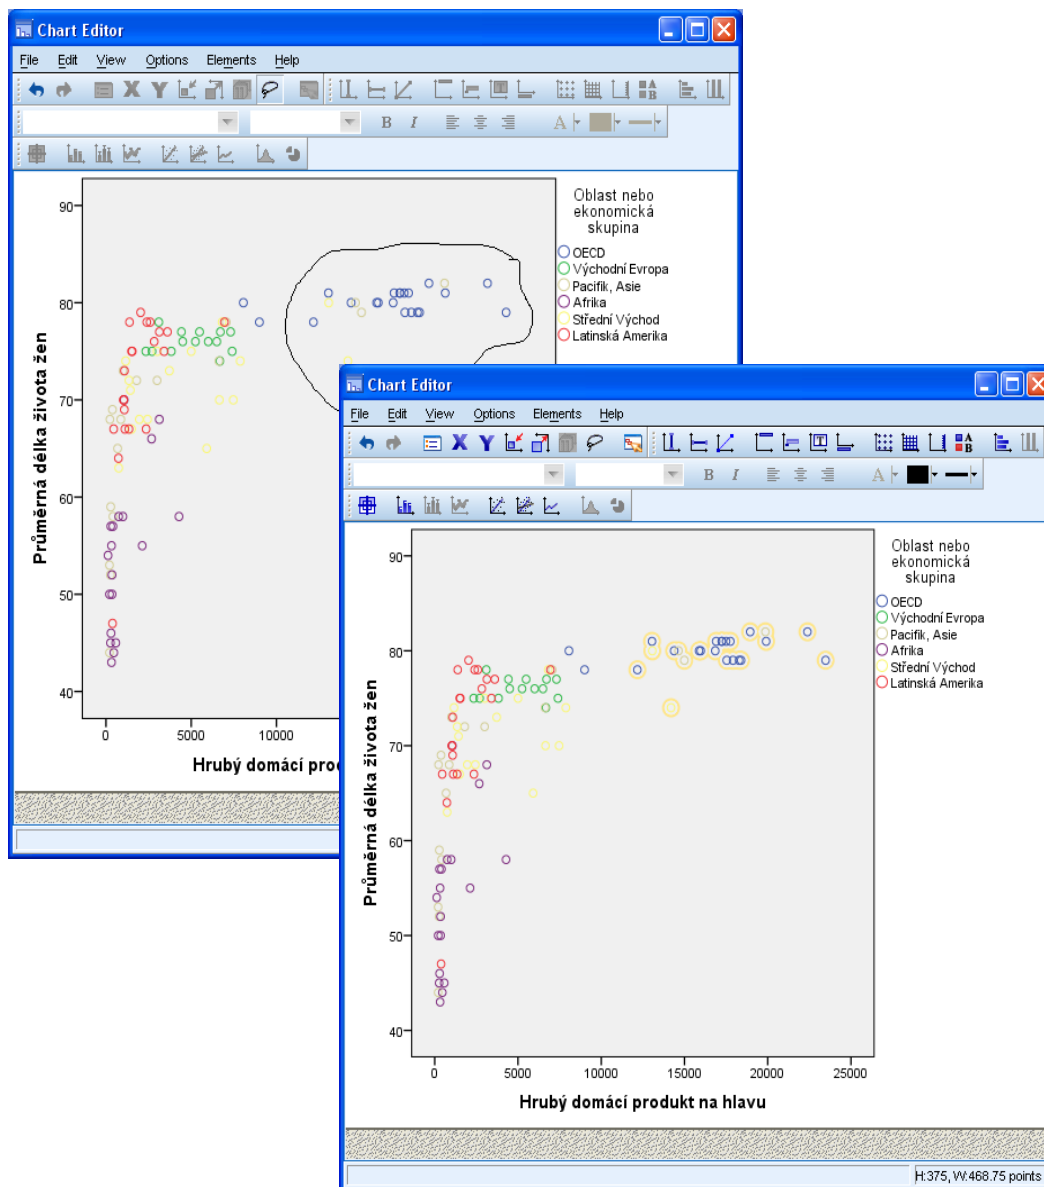 Chart Editor
File Edit View Options Elements Help
B I A
90
80
70
60
50
40
Průměrná délka života žen
0 5000 10000
Hrubý domácí prod
Oblast nebo
ekonomická
skupina
OECD
Východní Evropa
Pacifik, Asie
Afrika
Střední Východ
Latinská Amerika
Chart Editor
File Edit View Options Elements Help
X Y
B I A
90
80
70
60
50
40
Průměrná délka života žen
0 5000 10000 15000 20000 25000
Hrubý domácí produkt na hlavu
Oblast nebo
ekonomická
skupina
OECD
Východní Evropa
Pacifik, Asie
Afrika
Střední Východ
Latinská Amerika
H:375, W:468.75 points